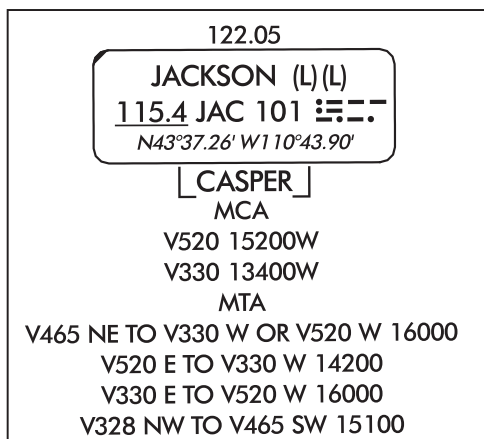 122.05
JACKSON (L)(L)
115.4 JAC 101
N43°37.26' W110°43.90'
CASPER
MCA
V520 15200W
V330 13400W
MTA
V465 NE TO V330 W OR V520 W 16000
V520 E TO V330 W 14200
V330 E TO V520 W 16000
V328 NW TO V465 SW 15100